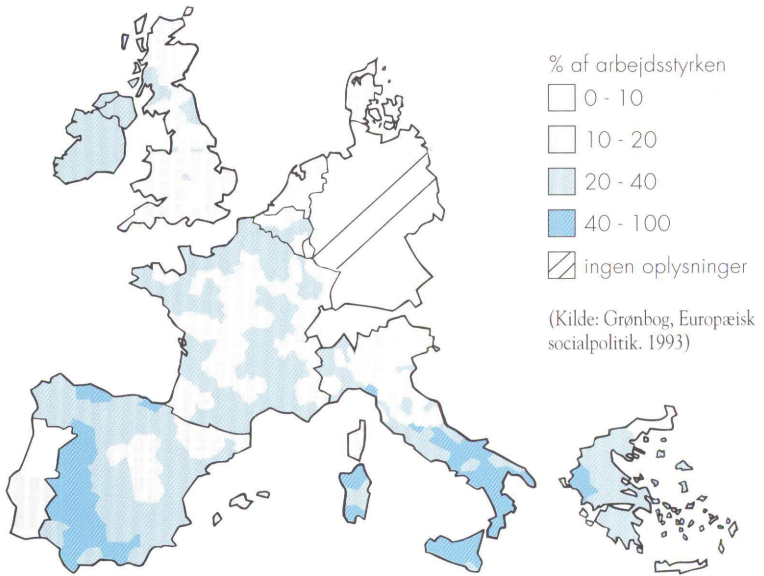 % af arbejdsstyrken
0 - 10
10 - 20
20 - 40
40 - 100
ingen oplysninger
(Kilde: Grønbog, Europæisk
socialpolitik. 1993)